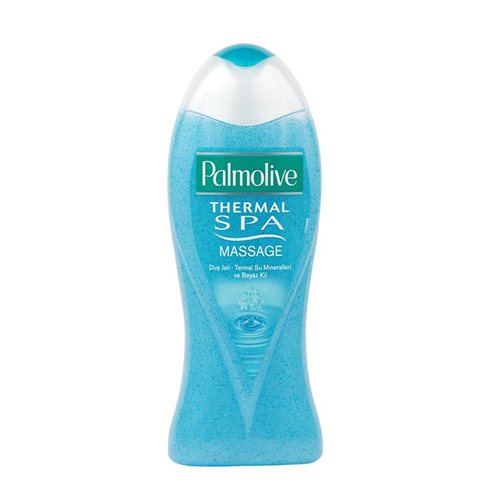 Palmolive
THERMAL
SPA
MASSAGE
Duş Jeli · Termal Su Mineralleri
ve Beyaz Kil